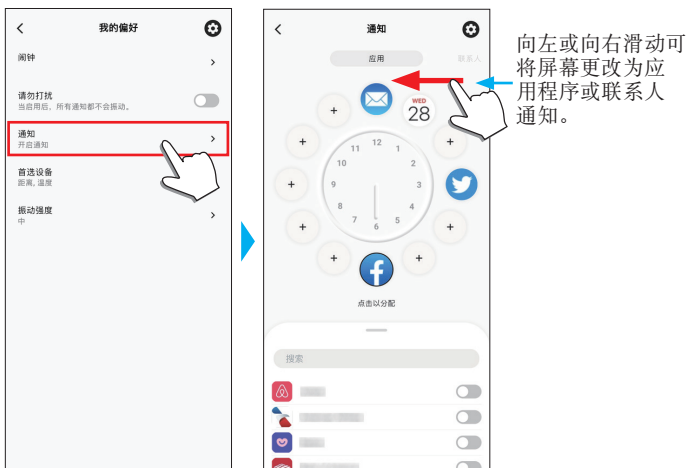 我的偏好
闹钟
请勿打扰
当启用后，所有通知都不会振动。
通知
开启通知
首选设备
距离, 温度
振动强度
中
通知
应用
联系人
WED
28
12
1
2
3
4
5
6
7
8
9
10
11
点击以分配
搜索
向左或向右滑动可
将屏幕更改为应
用程序或联系人
通知。